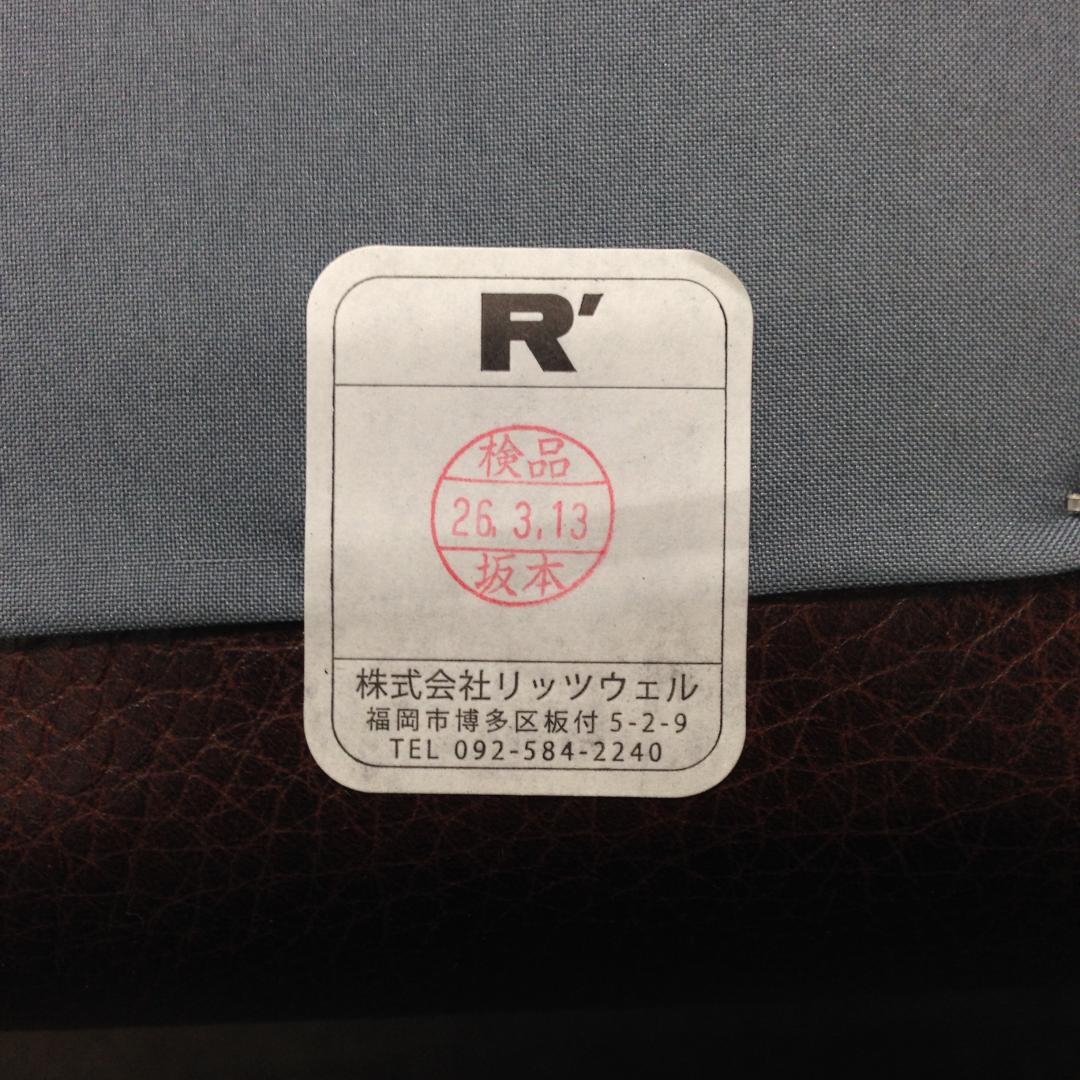 R'
検品
26.3.13
坂本
株式会社リッツウェル
福岡市博多区板付 5-2-9
TEL 092-584-2240